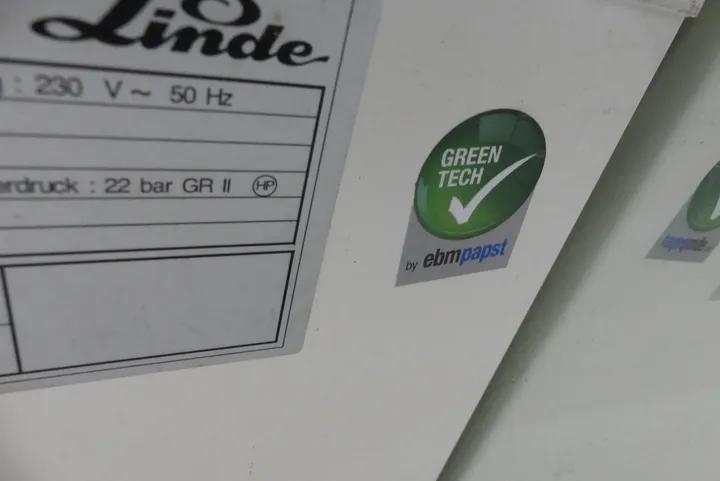 Linde
: 230 V ~ 50 Hz
erdruck : 22 bar GR II HP
GREEN
TECH
by ebmpapst